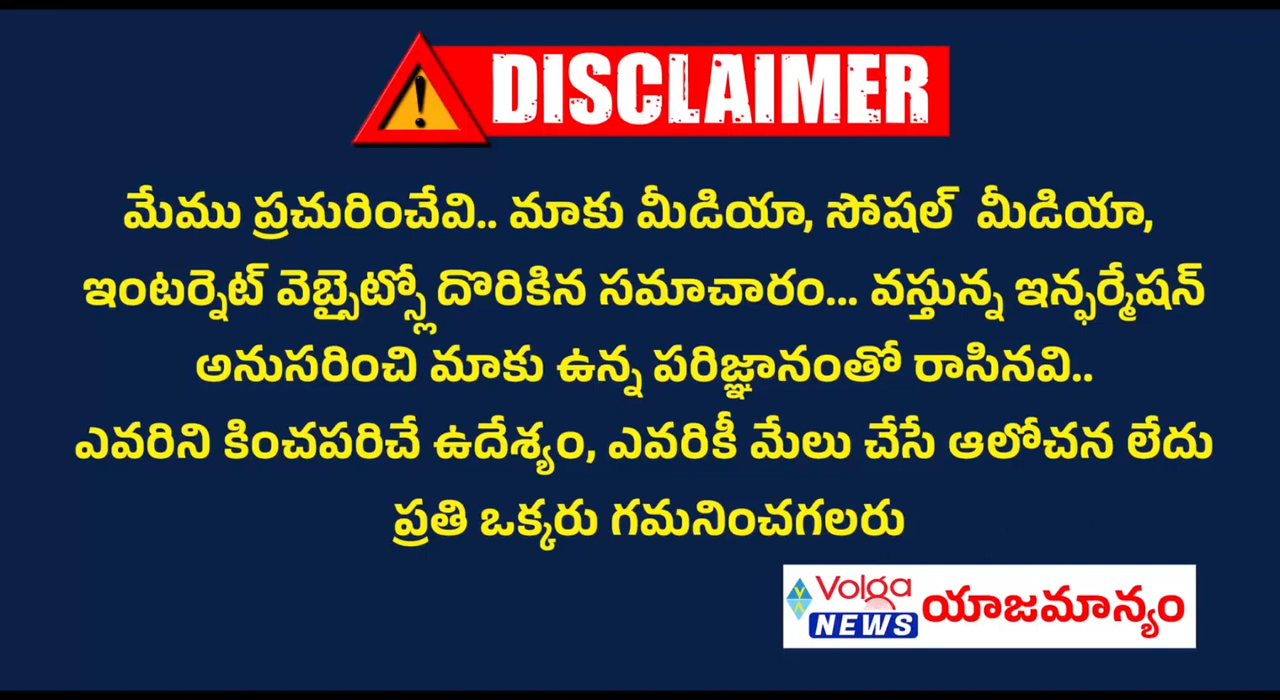 DISCLAIMER
మేము ప్రచురించేవి.. మాకు మీడియా, సోషల్ మీడియా,
ఇంటర్నెట్ వెబ్సైట్స్లో దొరికిన సమాచారం... వస్తున్న ఇన్ఫర్మేషన్
అనుసరించి మాకు ఉన్న పరిజ్ఞానంతో రాసినవి..
ఎవరిని కించపరిచే ఉదేశ్యం, ఎవరికీ మేలు చేసే ఆలోచన లేదు
ప్రతి ఒక్కరు గమనించగలరు
Volga
NEWS యాజమాన్యం